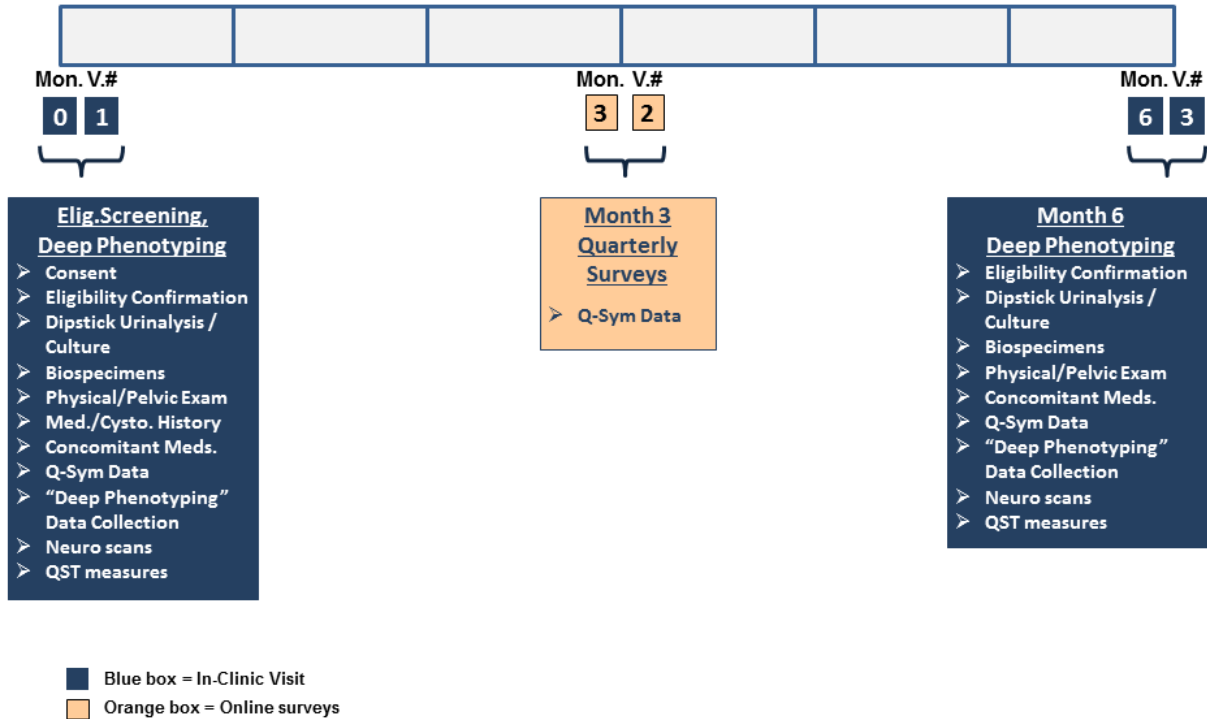 Mon. V.#
0 1
Mon. V.#
3 2
Mon. V.#
6 3
Elig.Screening,
Deep Phenotyping
➢ Consent
➢ Eligibility Confirmation
➢ Dipstick Urinalysis /
Culture
➢ Biospecimens
➢ Physical/Pelvic Exam
➢ Med./Cysto. History
➢ Concomitant Meds.
➢ Q-Sym Data
➢ “Deep Phenotyping”
Data Collection
➢ Neuro scans
➢ QST measures
Month 3
Quarterly
Surveys
➢ Q-Sym Data
Month 6
Deep Phenotyping
➢ Eligibility Confirmation
➢ Dipstick Urinalysis /
Culture
➢ Biospecimens
➢ Physical/Pelvic Exam
➢ Concomitant Meds.
➢ Q-Sym Data
➢ “Deep Phenotyping”
Data Collection
➢ Neuro scans
➢ QST measures
Blue box = In-Clinic Visit
Orange box = Online surveys